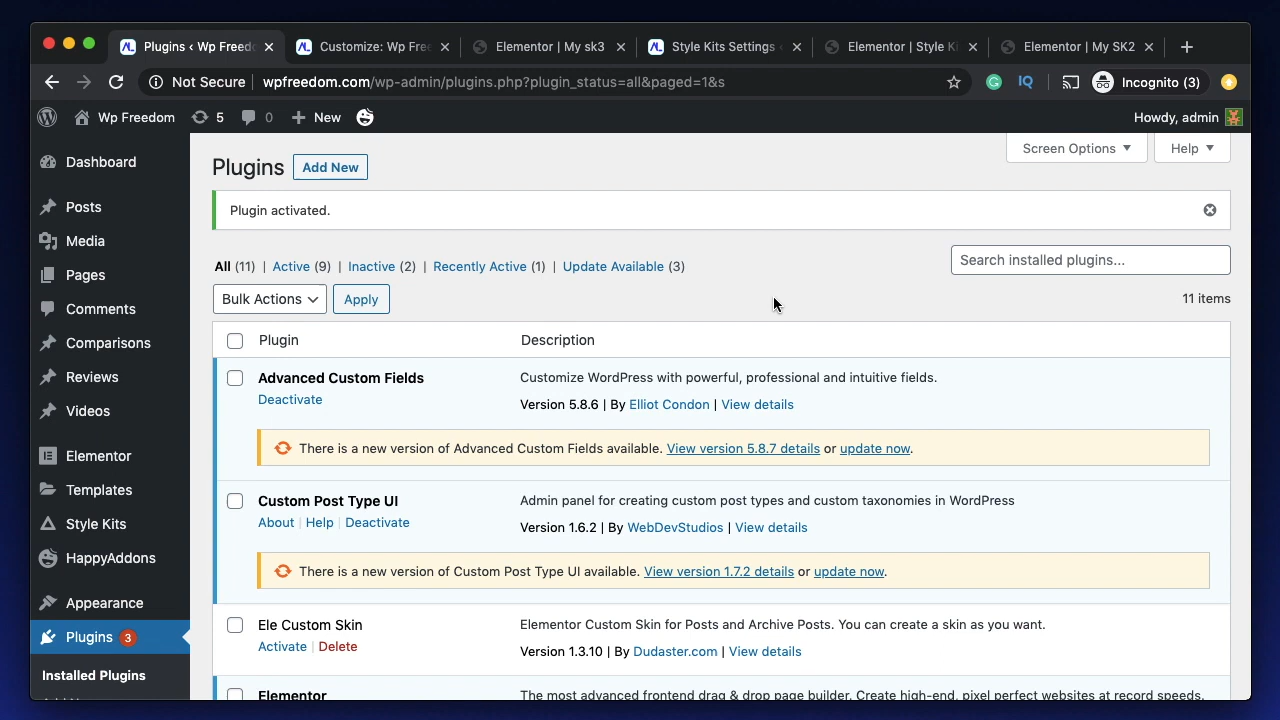 Plugins ‹ Wp Freed
Customize: Wp Fre
Elementor | My sk3
Style Kits Settings
Elementor | Style K
Elementor | My SK2
Not Secure
wpfreedom.com/wp-admin/plugins.php?plugin_status=all&paged=1&s
IQ
Incognito (3)
Wp Freedom
5
0
New
Howdy, admin
Dashboard
Posts
Media
Pages
Comments
Comparisons
Reviews
Videos
Elementor
Templates
Style Kits
HappyAddons
Appearance
Plugins 3
Installed Plugins
Screen Options
Help
Plugins
Add New
Plugin activated.
All (11) | Active (9) | Inactive (2) | Recently Active (1) | Update Available (3)
Search installed plugins...
Bulk Actions
Apply
11 items
Plugin
Description
Advanced Custom Fields
Customize WordPress with powerful, professional and intuitive fields.
Deactivate
Version 5.8.6 | By Elliot Condon | View details
There is a new version of Advanced Custom Fields available. View version 5.8.7 details or update now.
Custom Post Type UI
Admin panel for creating custom post types and custom taxonomies in WordPress
About | Help | Deactivate
Version 1.6.2 | By WebDevStudios | View details
There is a new version of Custom Post Type UI available. View version 1.7.2 details or update now.
Ele Custom Skin
Elementor Custom Skin for Posts and Archive Posts. You can create a skin as you want.
Activate | Delete
Version 1.3.10 | By Dudaster.com | View details
Elementor
The most advanced frontend drag & drop page builder. Create high-end, pixel perfect websites at record speeds.